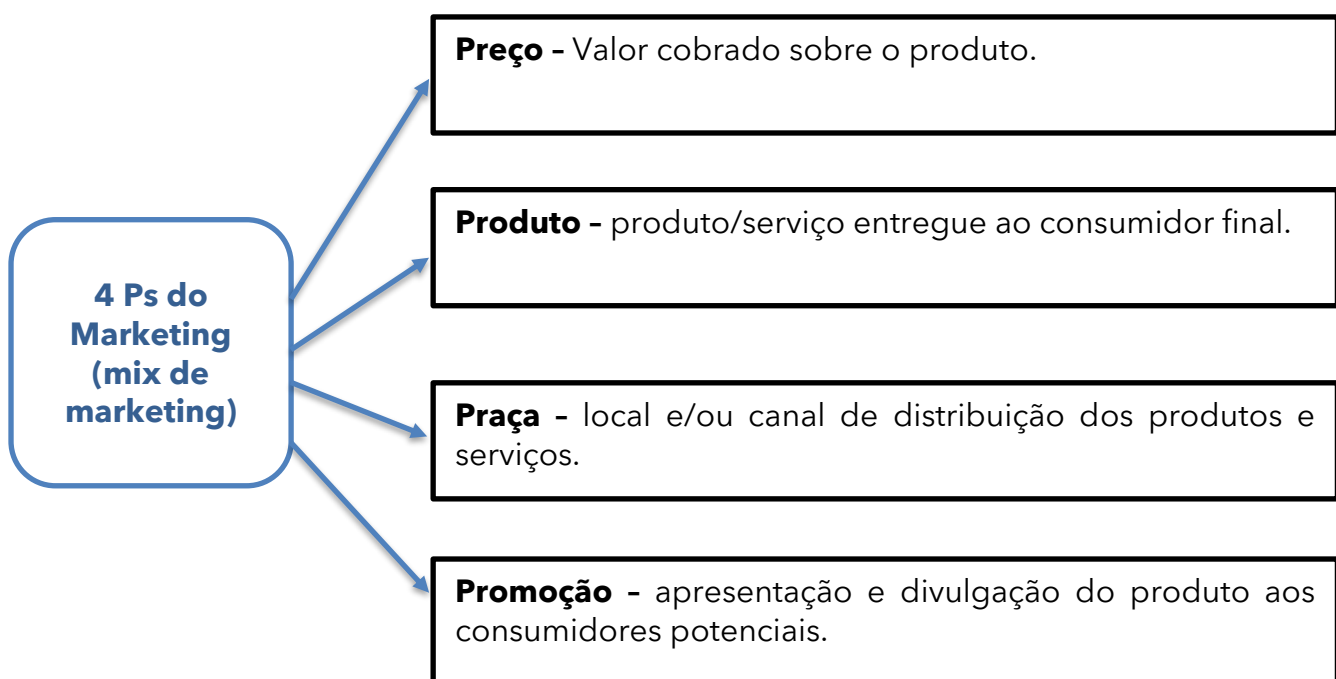 Preço – Valor cobrado sobre o produto.
Produto – produto/serviço entregue ao consumidor final.
4 Ps do
Marketing
(mix de
marketing)
Praça – local e/ou canal de distribuição dos produtos e
serviços.
Promoção – apresentação e divulgação do produto aos
consumidores potenciais.